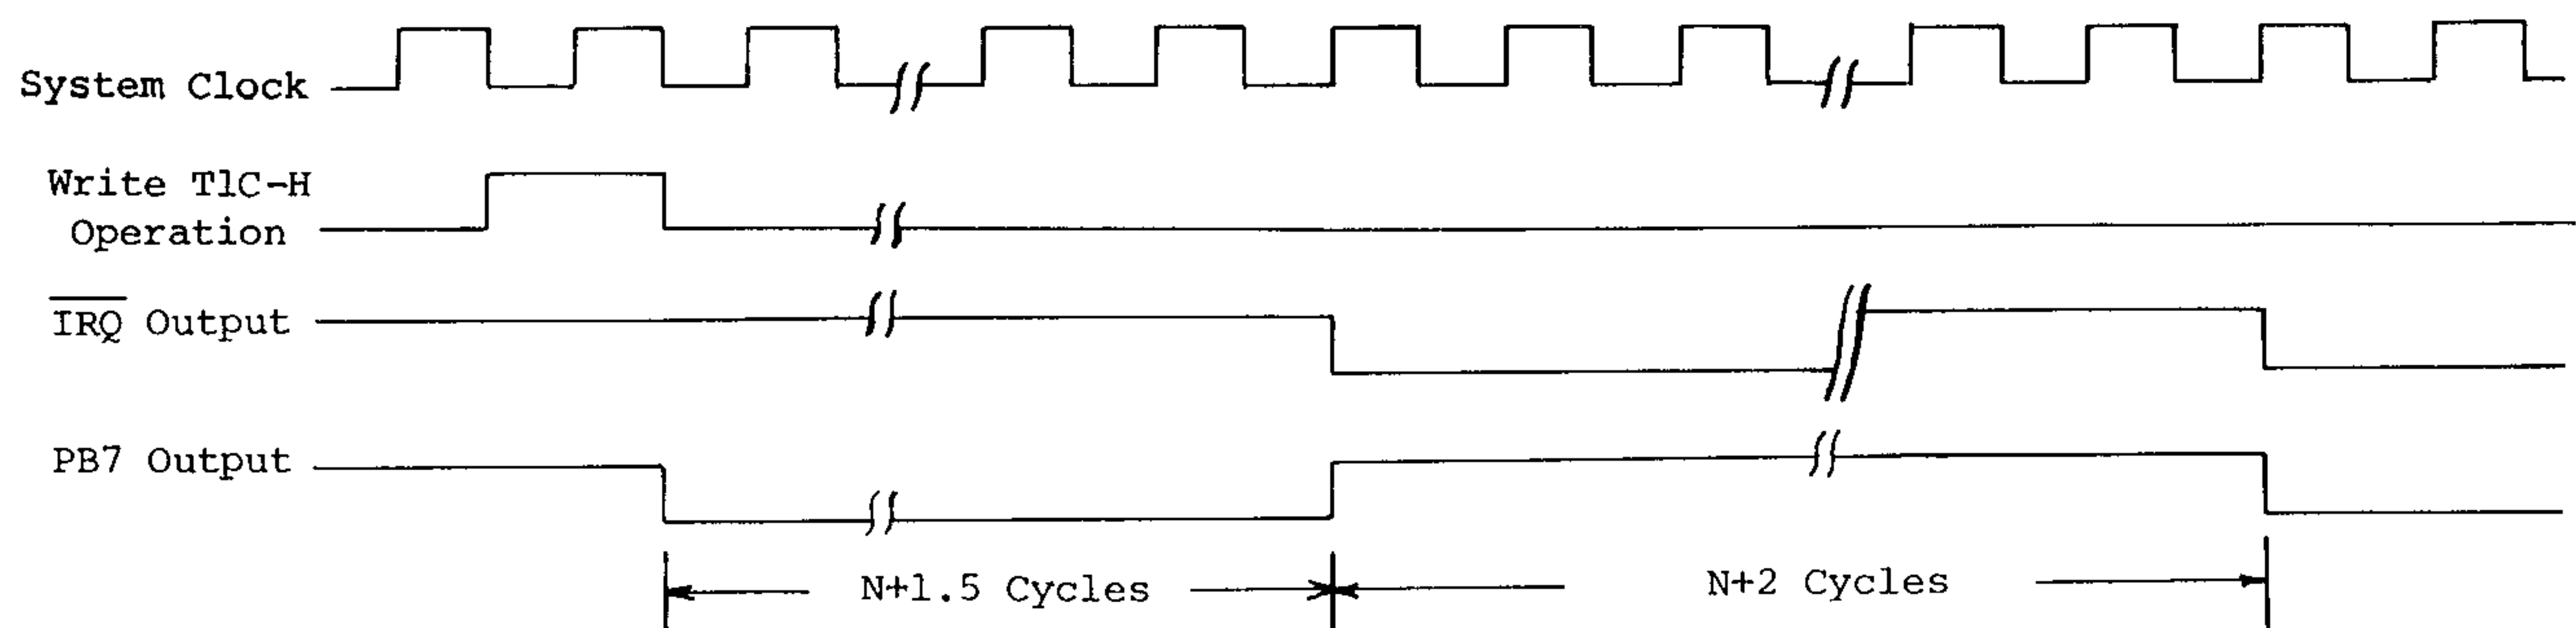 System Clock
Write T1C-H
Operation
IRQ Output
PB7 Output
N+1.5 Cycles
N+2 Cycles